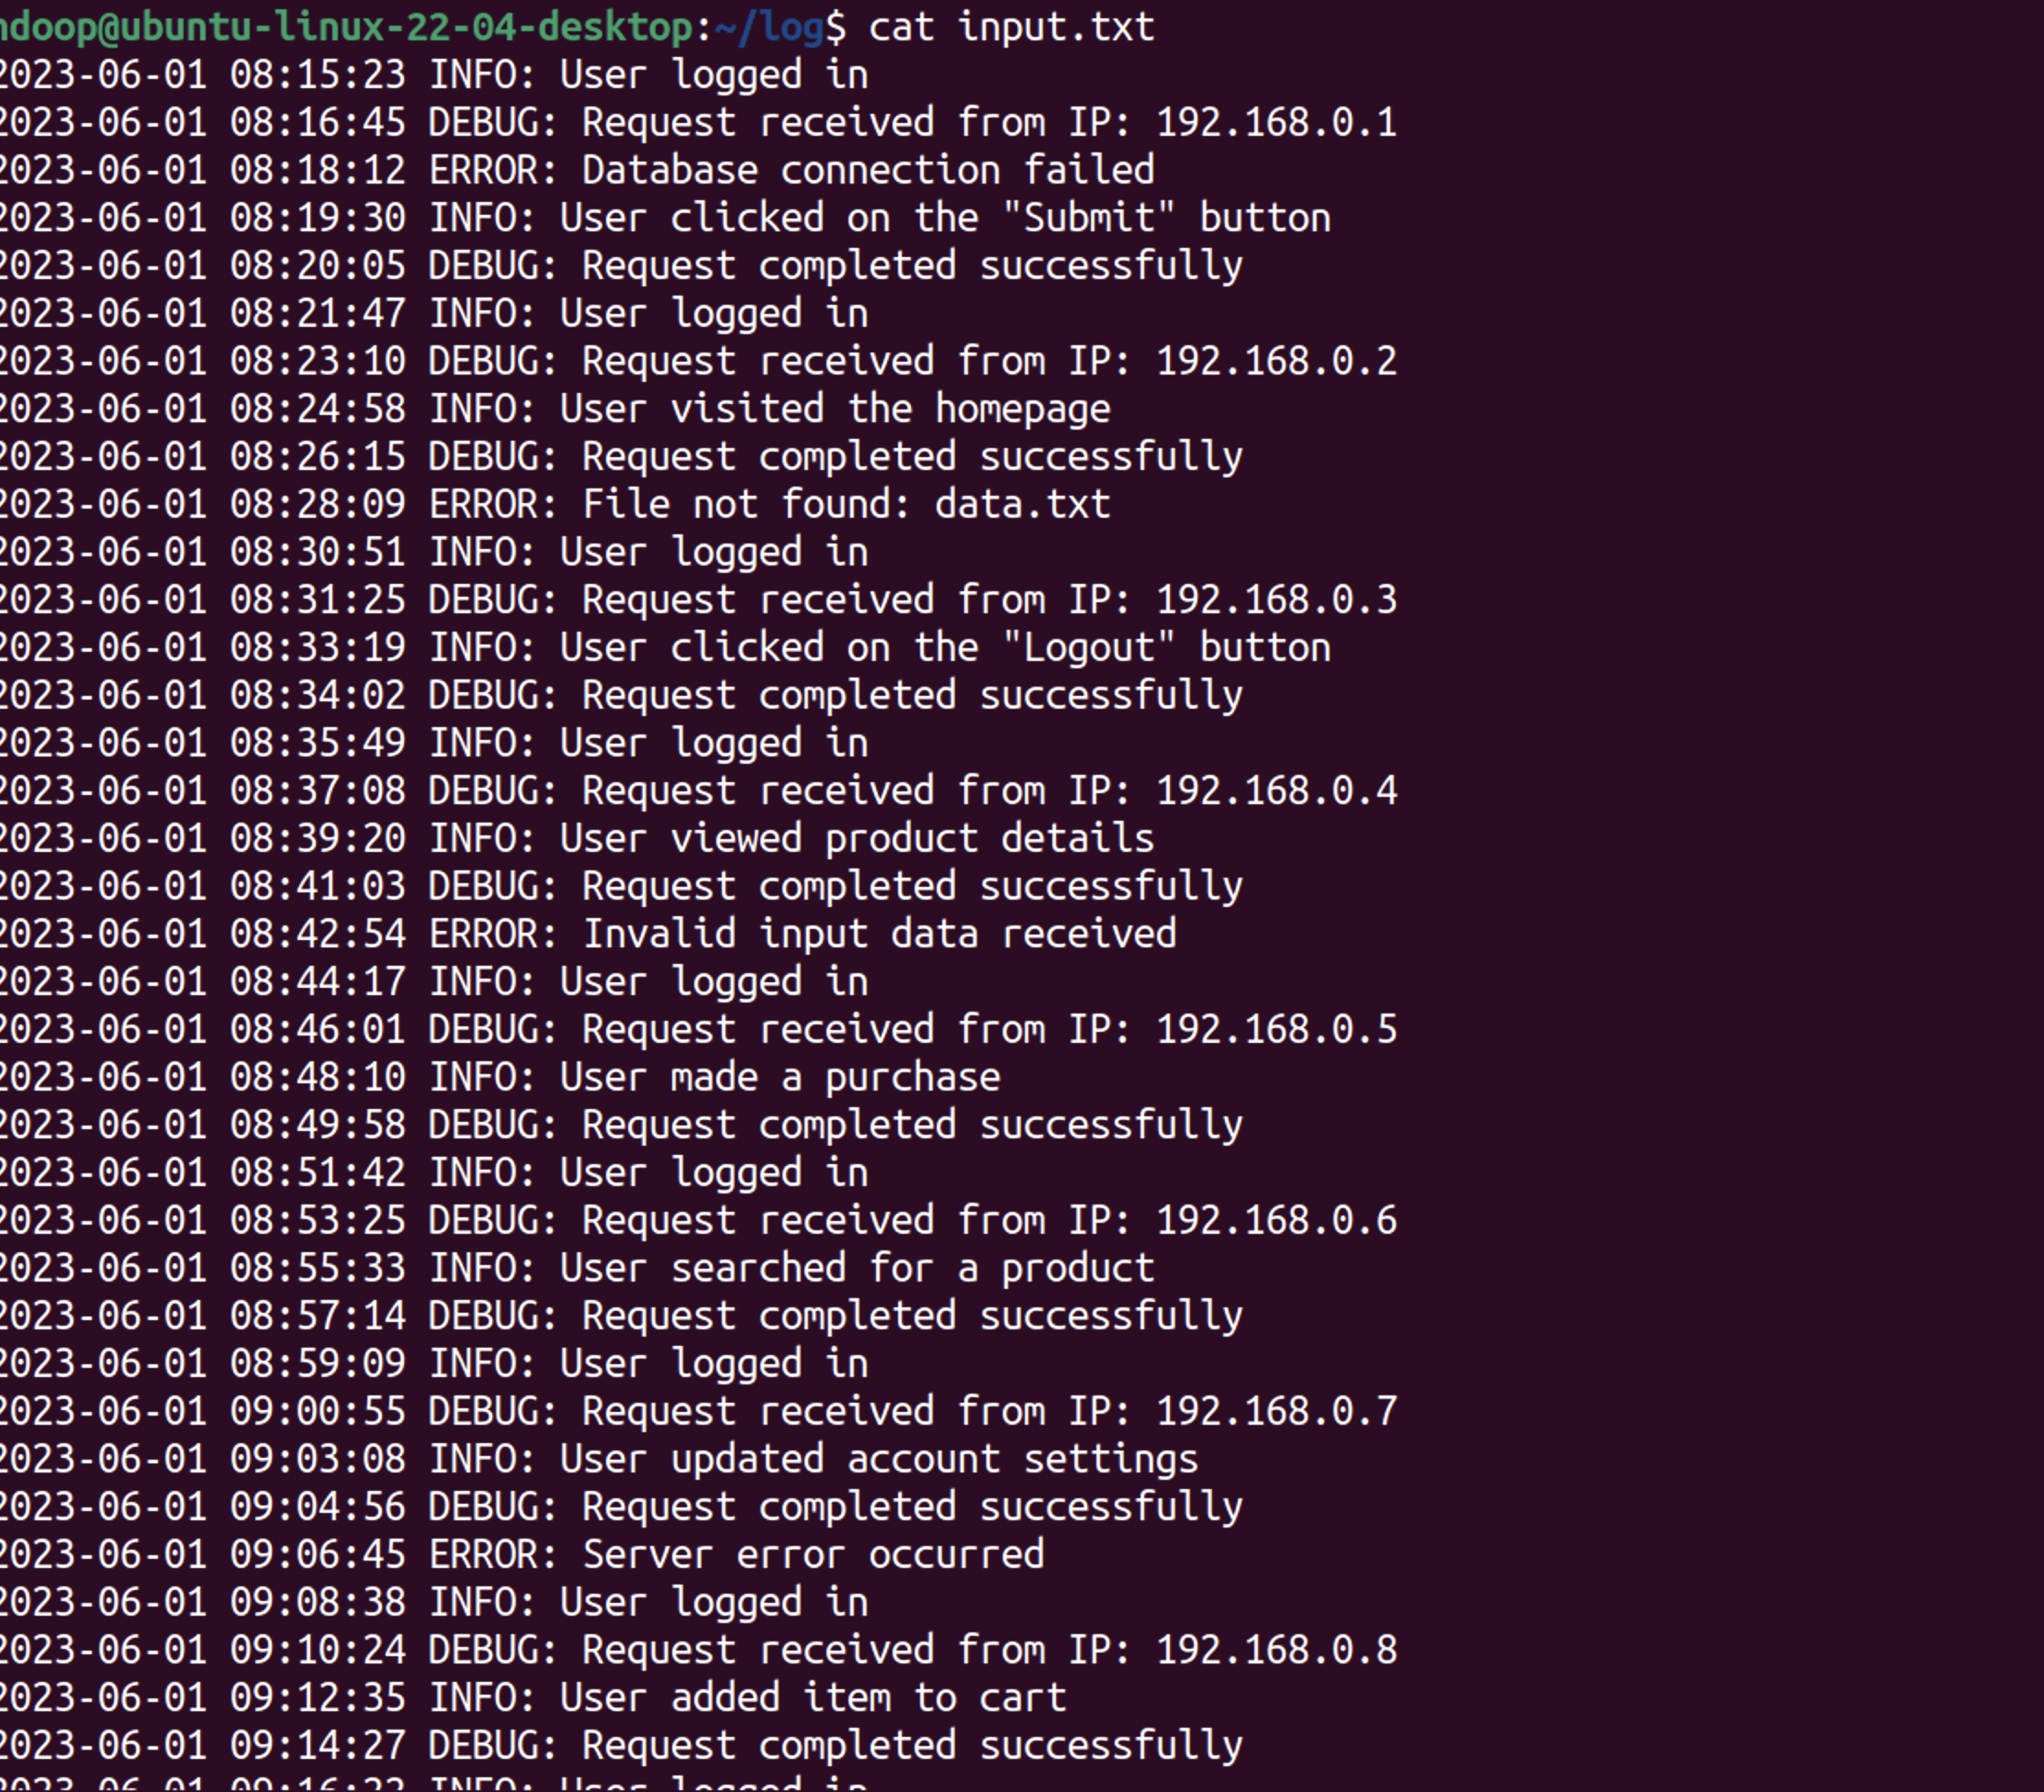 doop@ubuntu-linux-22-04-desktop:~/log$ cat input.txt
2023-06-01 08:15:23 INFO: User logged in
2023-06-01 08:16:45 DEBUG: Request received from IP: 192.168.0.1
2023-06-01 08:18:12 ERROR: Database connection failed
2023-06-01 08:19:30 INFO: User clicked on the "Submit" button
2023-06-01 08:20:05 DEBUG: Request completed successfully
2023-06-01 08:21:47 INFO: User logged in
2023-06-01 08:23:10 DEBUG: Request received from IP: 192.168.0.2
2023-06-01 08:24:58 INFO: User visited the homepage
2023-06-01 08:26:15 DEBUG: Request completed successfully
2023-06-01 08:28:09 ERROR: File not found: data.txt
2023-06-01 08:30:51 INFO: User logged in
2023-06-01 08:31:25 DEBUG: Request received from IP: 192.168.0.3
2023-06-01 08:33:19 INFO: User clicked on the "Logout" button
2023-06-01 08:34:02 DEBUG: Request completed successfully
2023-06-01 08:35:49 INFO: User logged in
2023-06-01 08:37:08 DEBUG: Request received from IP: 192.168.0.4
2023-06-01 08:39:20 INFO: User viewed product details
2023-06-01 08:41:03 DEBUG: Request completed successfully
2023-06-01 08:42:54 ERROR: Invalid input data received
2023-06-01 08:44:17 INFO: User logged in
2023-06-01 08:46:01 DEBUG: Request received from IP: 192.168.0.5
2023-06-01 08:48:10 INFO: User made a purchase
2023-06-01 08:49:58 DEBUG: Request completed successfully
2023-06-01 08:51:42 INFO: User logged in
2023-06-01 08:53:25 DEBUG: Request received from IP: 192.168.0.6
2023-06-01 08:55:33 INFO: User searched for a product
2023-06-01 08:57:14 DEBUG: Request completed successfully
2023-06-01 08:59:09 INFO: User logged in
2023-06-01 09:00:55 DEBUG: Request received from IP: 192.168.0.7
2023-06-01 09:03:08 INFO: User updated account settings
2023-06-01 09:04:56 DEBUG: Request completed successfully
2023-06-01 09:06:45 ERROR: Server error occurred
2023-06-01 09:08:38 INFO: User logged in
2023-06-01 09:10:24 DEBUG: Request received from IP: 192.168.0.8
2023-06-01 09:12:35 INFO: User added item to cart
2023-06-01 09:14:27 DEBUG: Request completed successfully
2023-06-01 INFO: User logged in